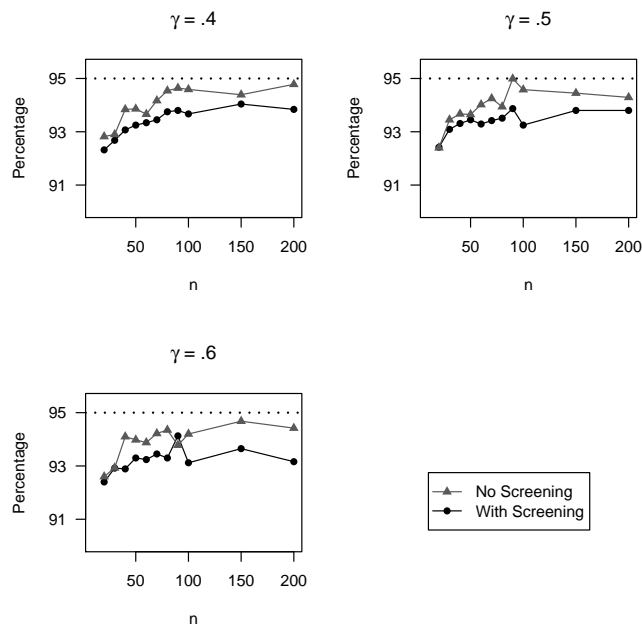 γ = .4
95
93
91
Percentage
50 100 150 200
n
γ = .5
95
93
91
Percentage
50 100 150 200
n
γ = .6
95
93
91
Percentage
50 100 150 200
n
No Screening
With Screening